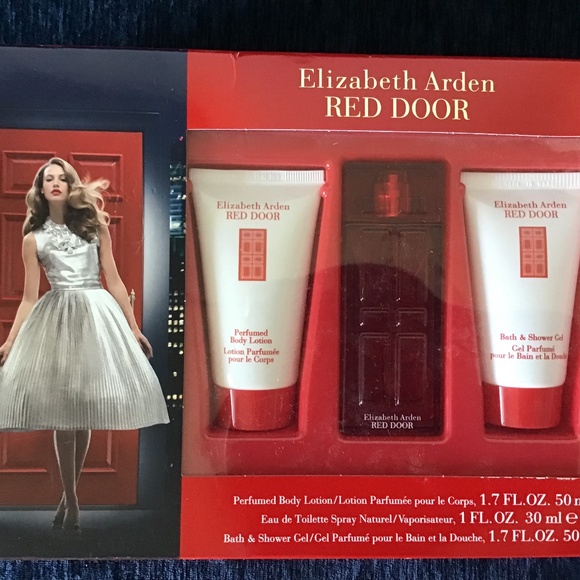 Elizabeth Arden
RED DOOR
Elizabeth Arden
RED DOOR
Perfumed
Body Lotion
Lotion Parfumée
pour le Corps
Elizabeth Arden
RED DOOR
Elizabeth Arden
RED DOOR
Bath & Shower Gel
Gel Parfumé
pour le Bain et la Douche
Perfumed Body Lotion/Lotion Parfumée pour le Corps, 1.7 FL.OZ. 50 m
Eau de Toilette Spray Naturel/Vaporisateur, 1 FL.OZ. 30 ml e
Bath & Shower Gel/Gel Parfumé pour le Bain et la Douche, 1.7 FL.OZ. 50